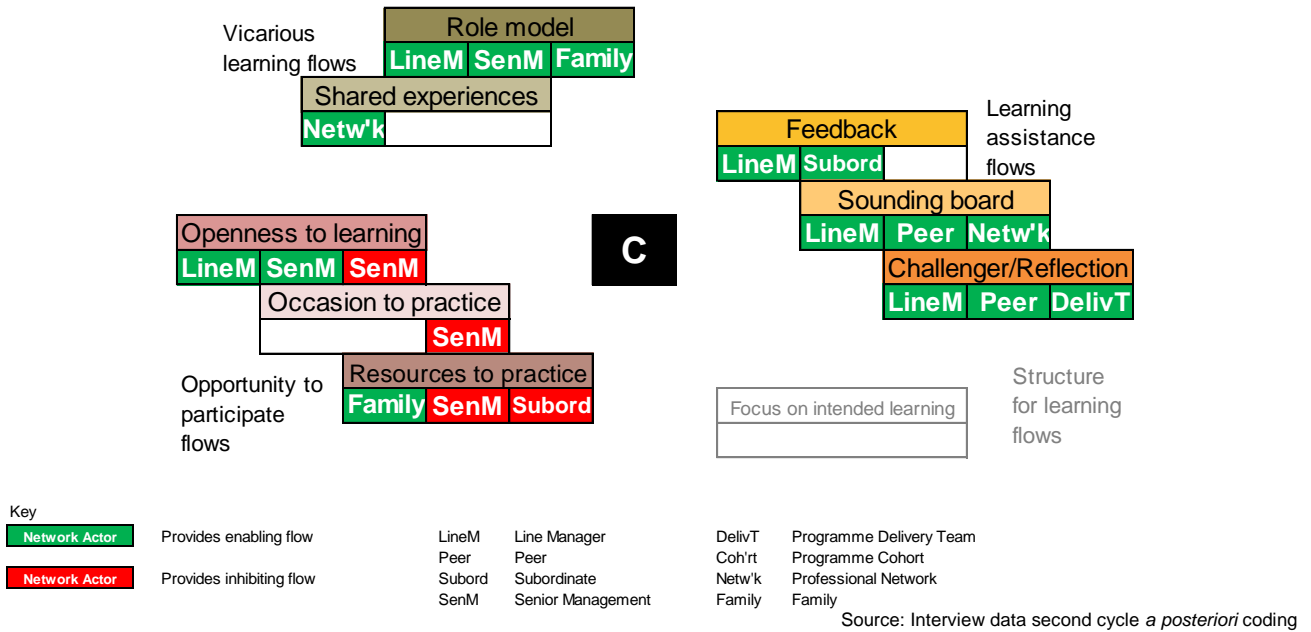 Vicarious
learning flows
Role model
LineM SenM Family
Shared experiences
Netw'k
Feedback
LineM Subord
Learning
assistance
flows
Sounding board
LineM Peer Netw'k
Challenger/Reflection
LineM Peer DelivT
Openness to learning
LineM SenM SenM
Occasion to practice
SenM
Resources to practice
Family SenM Subord
Opportunity to
participate
flows
C
Focus on intended learning
Structure
for learning
flows
Key
Network Actor Provides enabling flow
Network Actor Provides inhibiting flow
LineM Line Manager
Peer Peer
Subord Subordinate
SenM Senior Management
DelivT Programme Delivery Team
Coh'rt Programme Cohort
Netw'k Professional Network
Family Family
Source: Interview data second cycle a posteriori coding